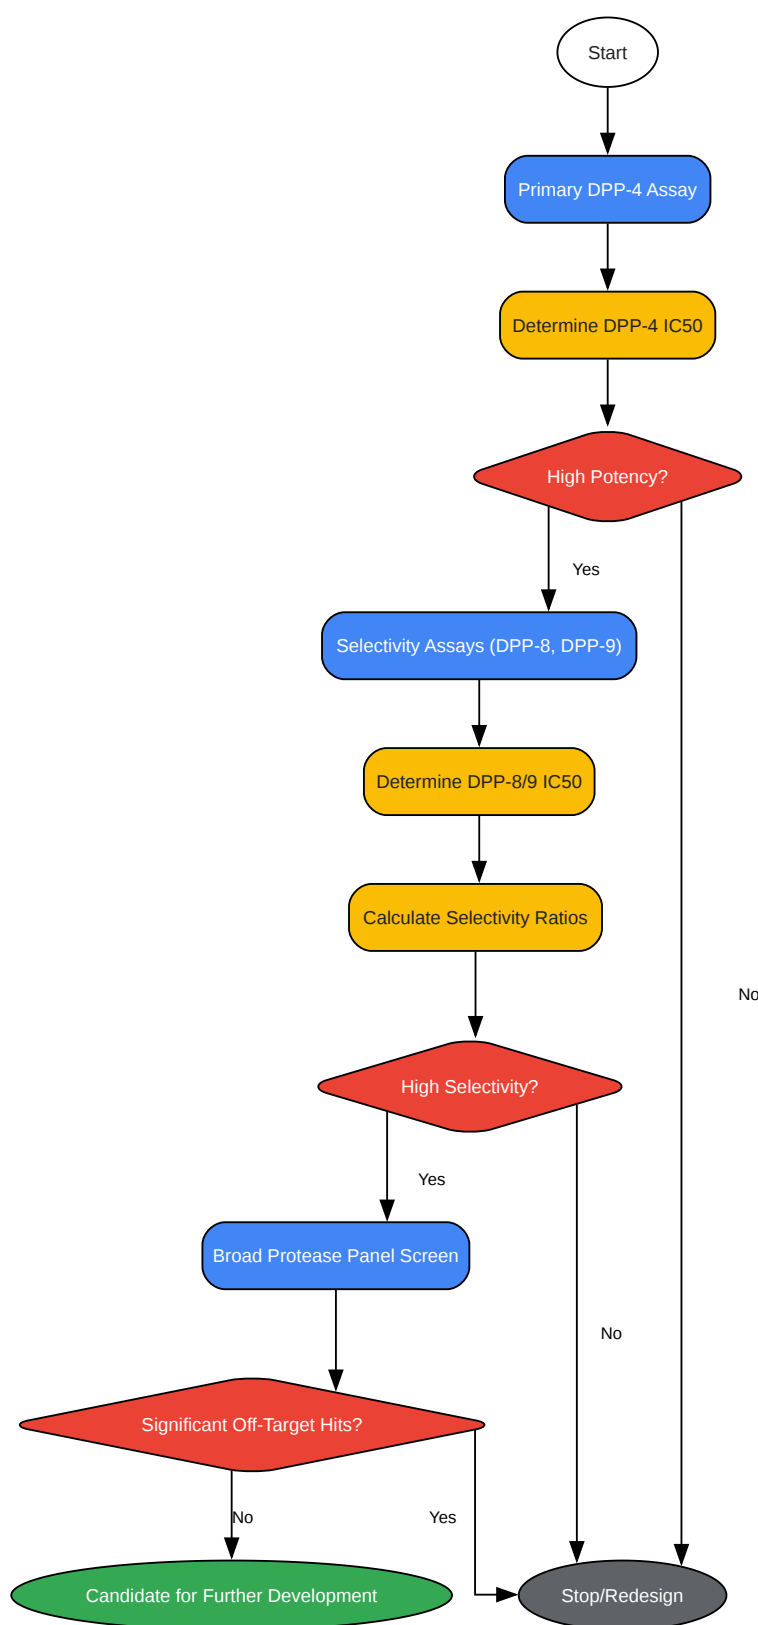 Start
Primary DPP-4 Assay
Determine DPP-4 IC50
High Potency?
Yes
Selectivity Assays (DPP-8, DPP-9)
Determine DPP-8/9 IC50
Calculate Selectivity Ratios
No
High Selectivity?
Yes
Broad Protease Panel Screen
No
Significant Off-Target Hits?
No
Yes
Candidate for Further Development
Stop/Redesign